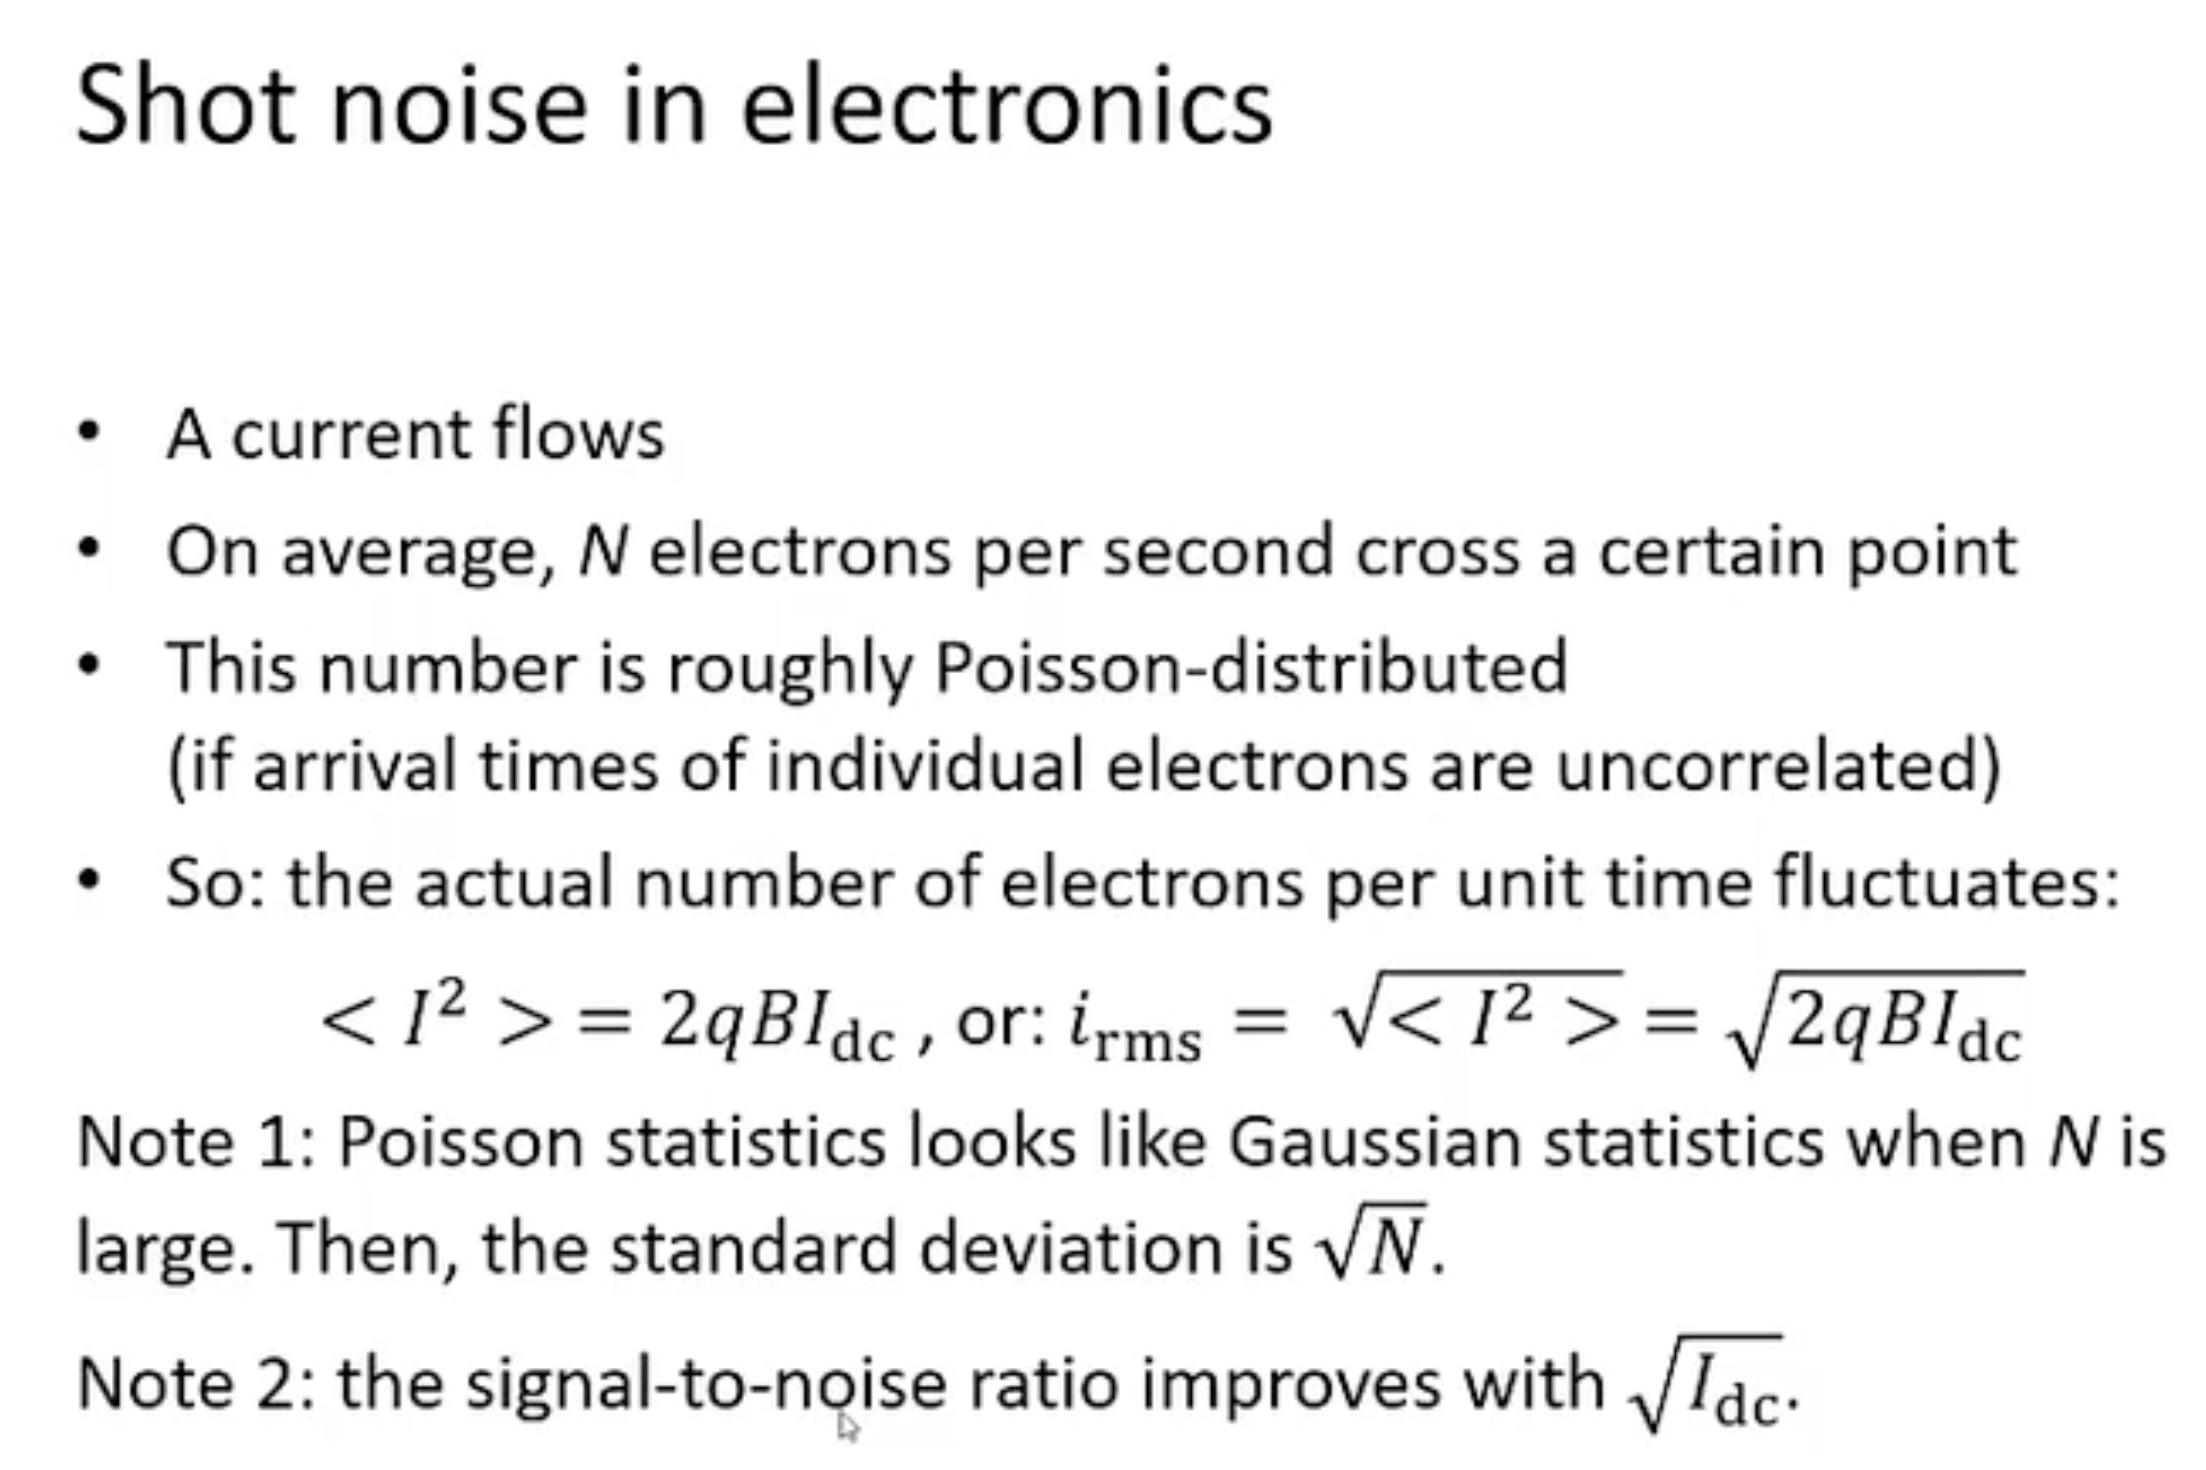 Shot noise in electronics
• A current flows
• On average, N electrons per second cross a certain point
• This number is roughly Poisson-distributed
(if arrival times of individual electrons are uncorrelated)
• So: the actual number of electrons per unit time fluctuates:
< I² > = 2qBI_dc , or: i_rms = √(< I² >) = √(2qBI_dc)
Note 1: Poisson statistics looks like Gaussian statistics when N is
large. Then, the standard deviation is √N.
Note 2: the signal-to-noise ratio improves with √I_dc.